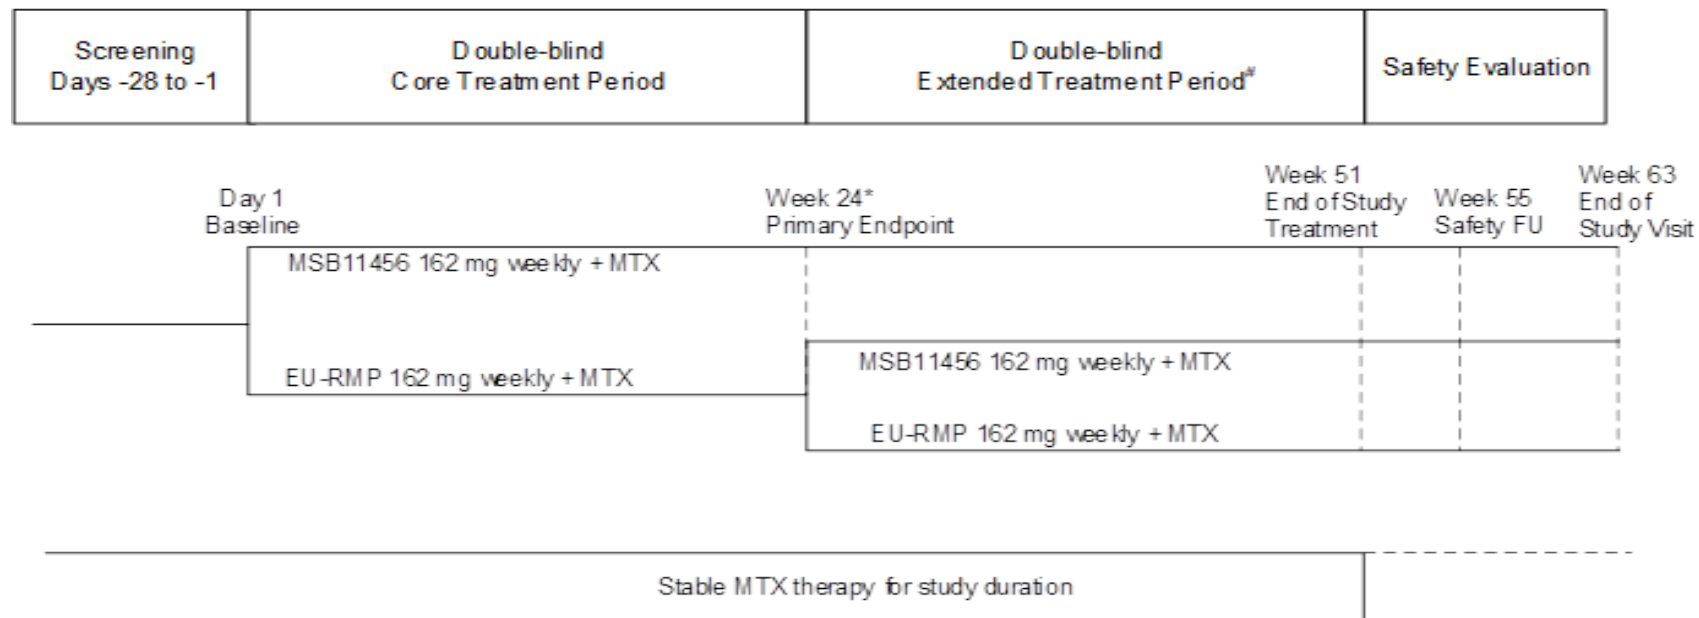 Screening
Days -28 to -1
Double-blind
Core Treatment Period
Double-blind
Extended Treatment Period#
Safety Evaluation
Day 1
Baseline
Week 24*
Primary Endpoint
Week 51
End of Study
Treatment
Week 55
Safety FU
Week 63
End of
Study Visit
MSB11456 162 mg weekly + MTX
EU-RMP 162 mg weekly + MTX
MSB11456 162 mg weekly + MTX
EU-RMP 162 mg weekly + MTX
Stable MTX therapy for study duration